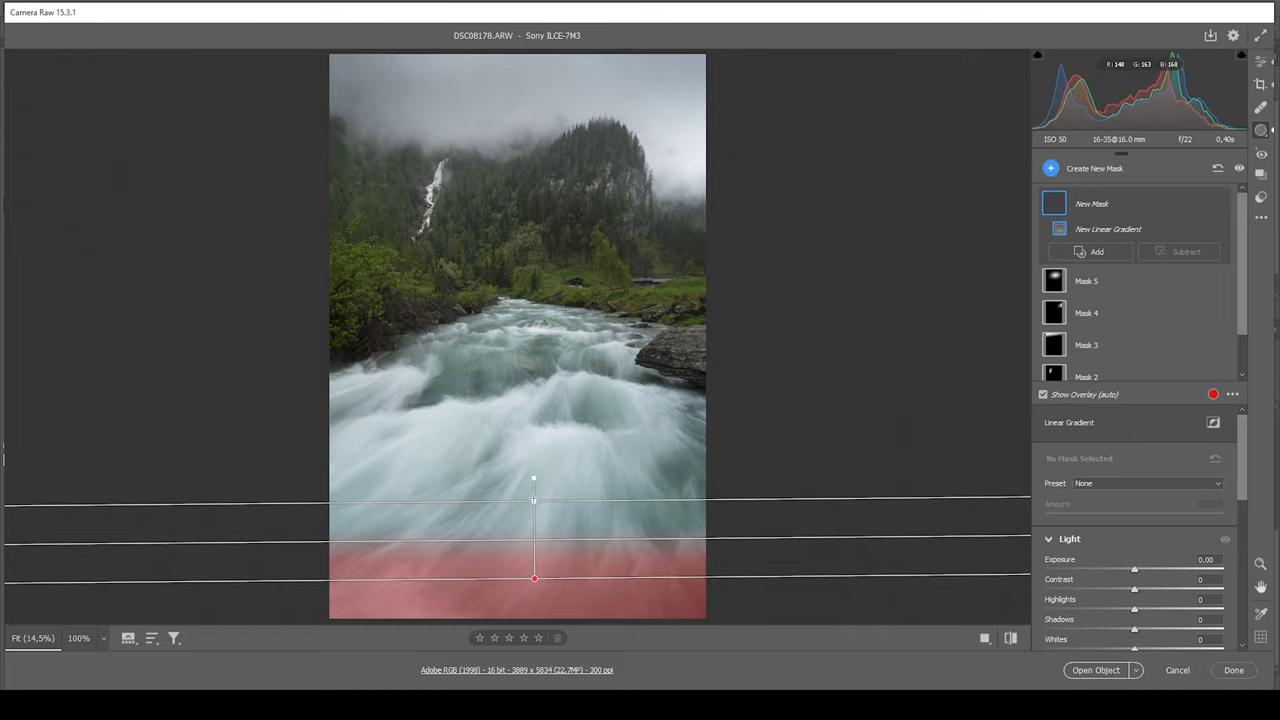 Camera Raw 15.3.1
DSC08178.ARW - Sony ILCE-7M3
R: 148 G: 163 B: 168
ISO 50 16-35@16.0 mm f/22 0,40s
Create New Mask
New Mask
New Linear Gradient
Add Subtract
Mask 5
Mask 4
Mask 3
Mask 2
Show Overlay (auto)
Linear Gradient
No Mask Selected
Preset None
Amount
Light
Exposure 0.00
Contrast 0
Highlights 0
Shadows 0
Whites 0
Fit (14,5%) 100%
Adobe RGB (1998) - 16 bit - 3889 x 5834 (22,7MP) - 300 ppi
Open Object Cancel Done